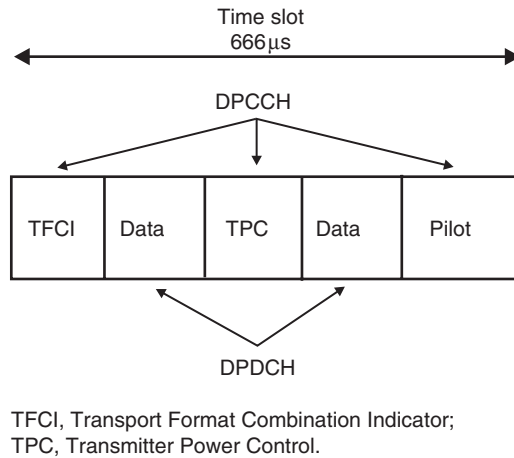 Time slot
666μs
DPCCH
TFCI Data TPC Data Pilot
DPDCH
TFCI, Transport Format Combination Indicator;
TPC, Transmitter Power Control.